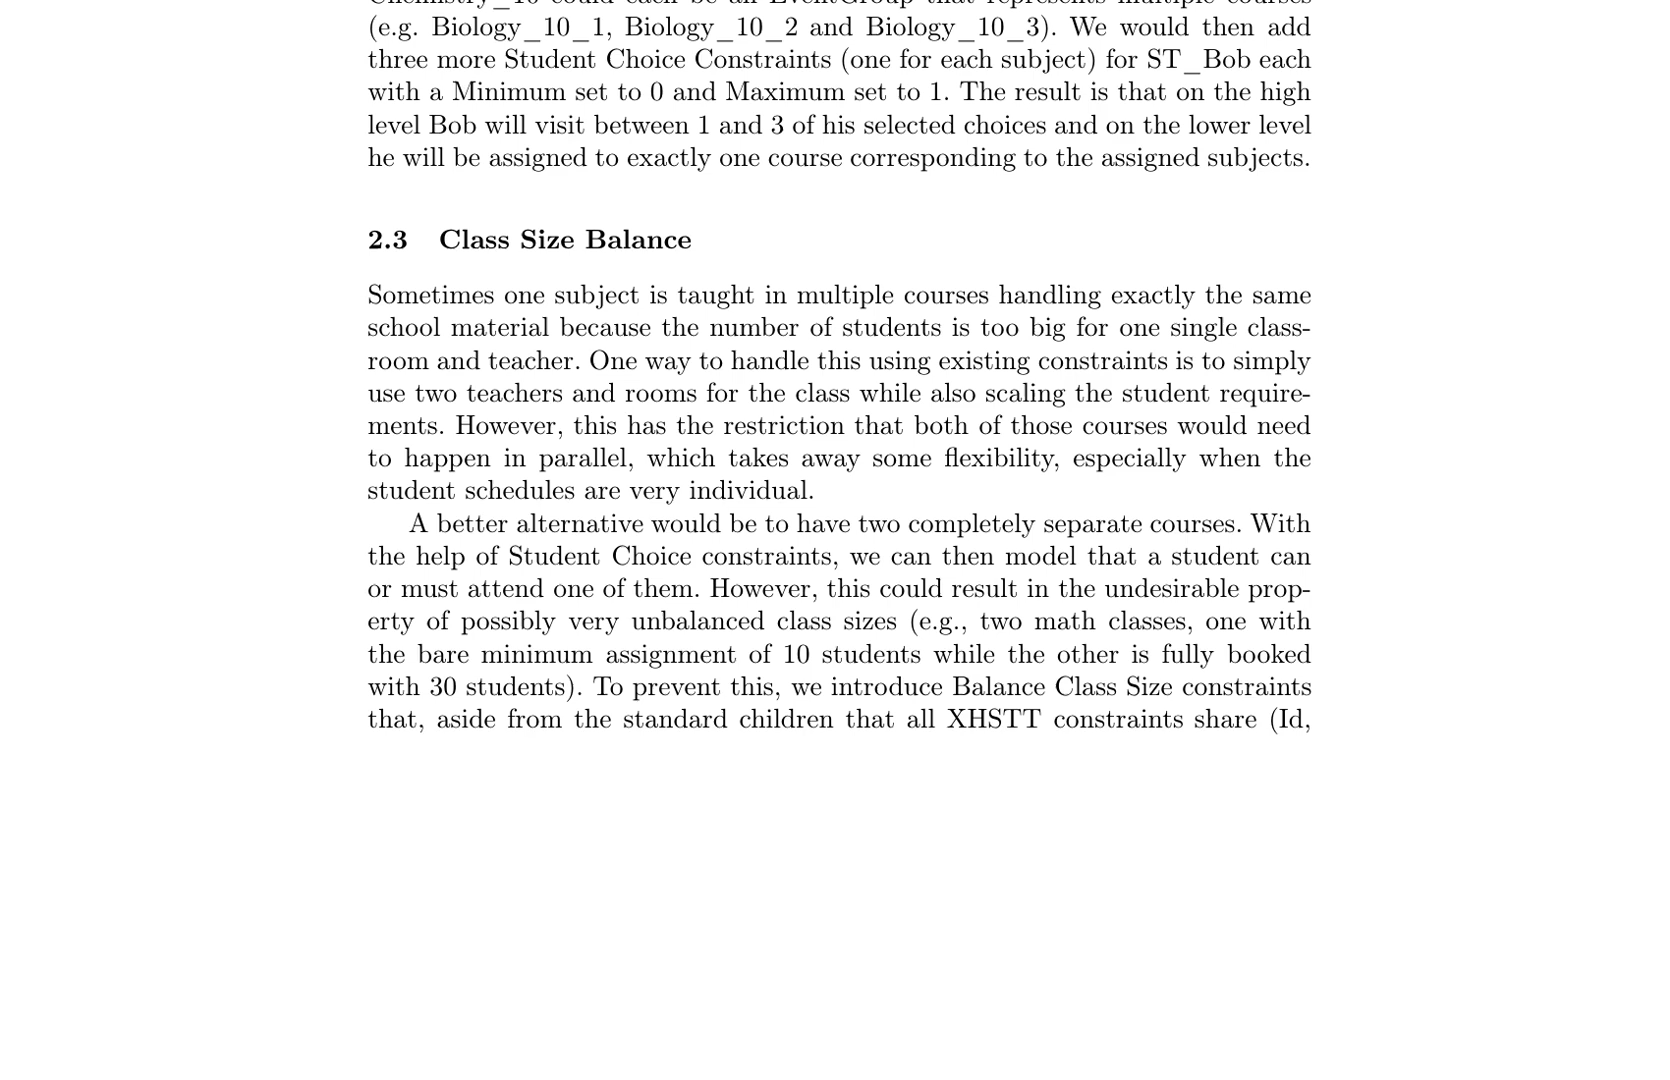 Chemistry_10 could each be an EventGroup that represents multiple courses
(e.g. Biology_10_1, Biology_10_2 and Biology_10_3). We would then add
three more Student Choice Constraints (one for each subject) for ST_Bob each
with a Minimum set to 0 and Maximum set to 1. The result is that on the high
level Bob will visit between 1 and 3 of his selected choices and on the lower level
he will be assigned to exactly one course corresponding to the assigned subjects.
2.3 Class Size Balance
Sometimes one subject is taught in multiple courses handling exactly the same
school material because the number of students is too big for one single class-
room and teacher. One way to handle this using existing constraints is to simply
use two teachers and rooms for the class while also scaling the student require-
ments. However, this has the restriction that both of those courses would need
to happen in parallel, which takes away some flexibility, especially when the
student schedules are very individual.
A better alternative would be to have two completely separate courses. With
the help of Student Choice constraints, we can then model that a student can
or must attend one of them. However, this could result in the undesirable prop-
erty of possibly very unbalanced class sizes (e.g., two math classes, one with
the bare minimum assignment of 10 students while the other is fully booked
with 30 students). To prevent this, we introduce Balance Class Size constraints
that, aside from the standard children that all XHSTT constraints share (Id,